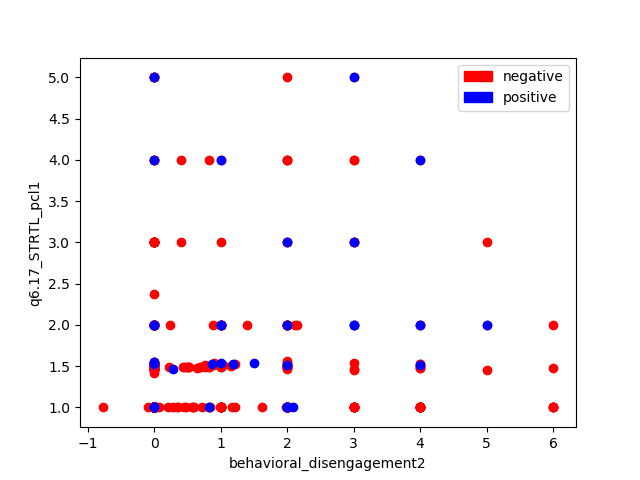 negative
positive
5.0
4.5
4.0
3.5
3.0
2.5
2.0
1.5
1.0
q6.17_STRTL_pcl1
−1 0 1 2 3 4 5 6
behavioral_disengagement2